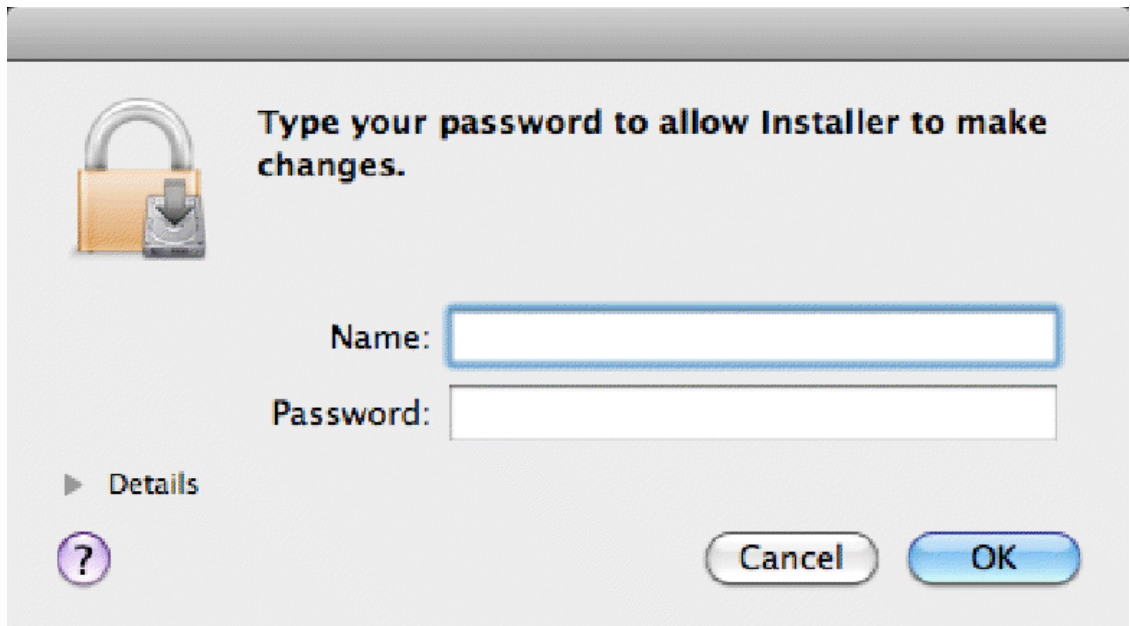 Type your password to allow Installer to make
changes.
Name:
Password:
Details
?
Cancel
OK